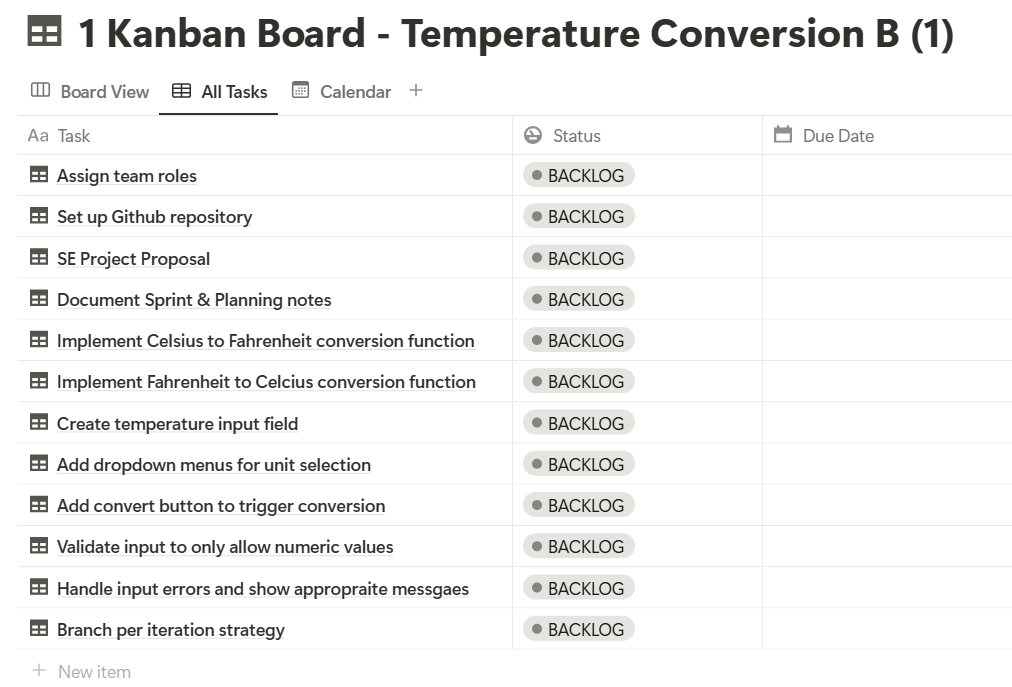 1 Kanban Board - Temperature Conversion B (1)
Board View All Tasks Calendar +
Aa Task Status Due Date
Assign team roles BACKLOG
Set up Github repository BACKLOG
SE Project Proposal BACKLOG
Document Sprint & Planning notes BACKLOG
Implement Celsius to Fahrenheit conversion function BACKLOG
Implement Fahrenheit to Celcius conversion function BACKLOG
Create temperature input field BACKLOG
Add dropdown menus for unit selection BACKLOG
Add convert button to trigger conversion BACKLOG
Validate input to only allow numeric values BACKLOG
Handle input errors and show appropraite messgaes BACKLOG
Branch per iteration strategy BACKLOG
+ New item